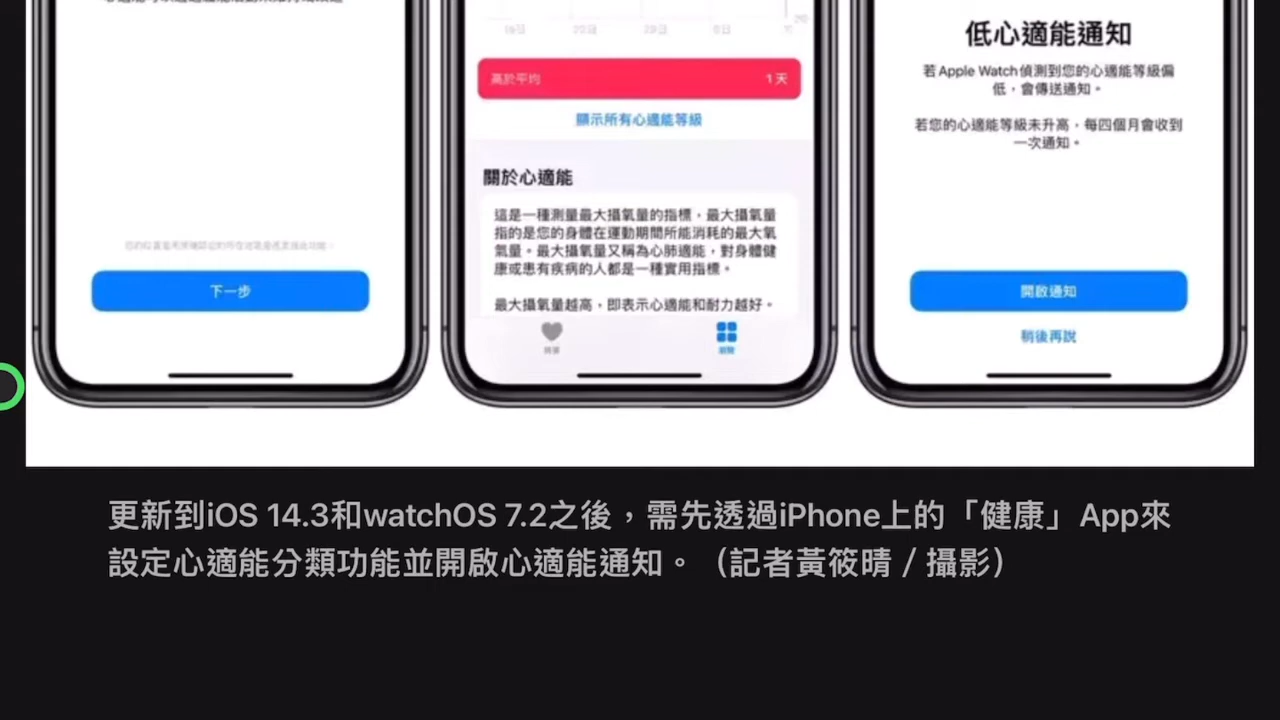 高於平均 1天
顯示所有心適能等級
關於心適能
這是一種測量最大攝氧量的指標，最大攝氧量
指的是您的身體在運動期間所能消耗的最大氧
氣量。最大攝氧量又稱為心肺適能，對身體健
康或患有疾病的人都是一種實用指標。
最大攝氧量越高，即表示心適能和耐力越好。
下一步
低心適能通知
若Apple Watch偵測到您的心適能等級偏
低，會傳送通知。
若您的心適能等級未升高，每四個月會收到
一次通知。
開啟通知
稍後再說
更新到iOS 14.3和watchOS 7.2之後，需先透過iPhone上的「健康」App來
設定心適能分類功能並開啟心適能通知。（記者黃筱晴／攝影）